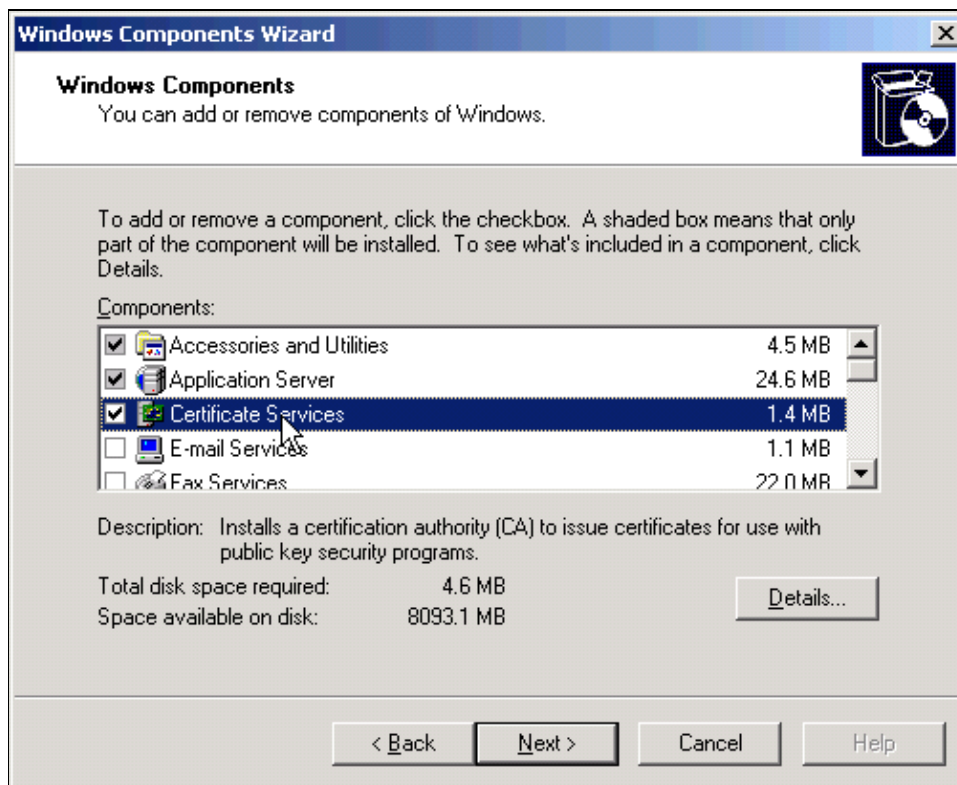 Windows Components Wizard
Windows Components
You can add or remove components of Windows.
To add or remove a component, click the checkbox.  A shaded box means that only
part of the component will be installed.  To see what's included in a component, click
Details.
Components:
Accessories and Utilities 4.5 MB
Application Server 24.6 MB
Certificate Services 1.4 MB
E-mail Services 1.1 MB
Fax Services 22.0 MB
Description: Installs a certification authority (CA) to issue certificates for use with
public key security programs.
Total disk space required: 4.6 MB
Space available on disk: 8093.1 MB
Details...
< Back Next > Cancel Help